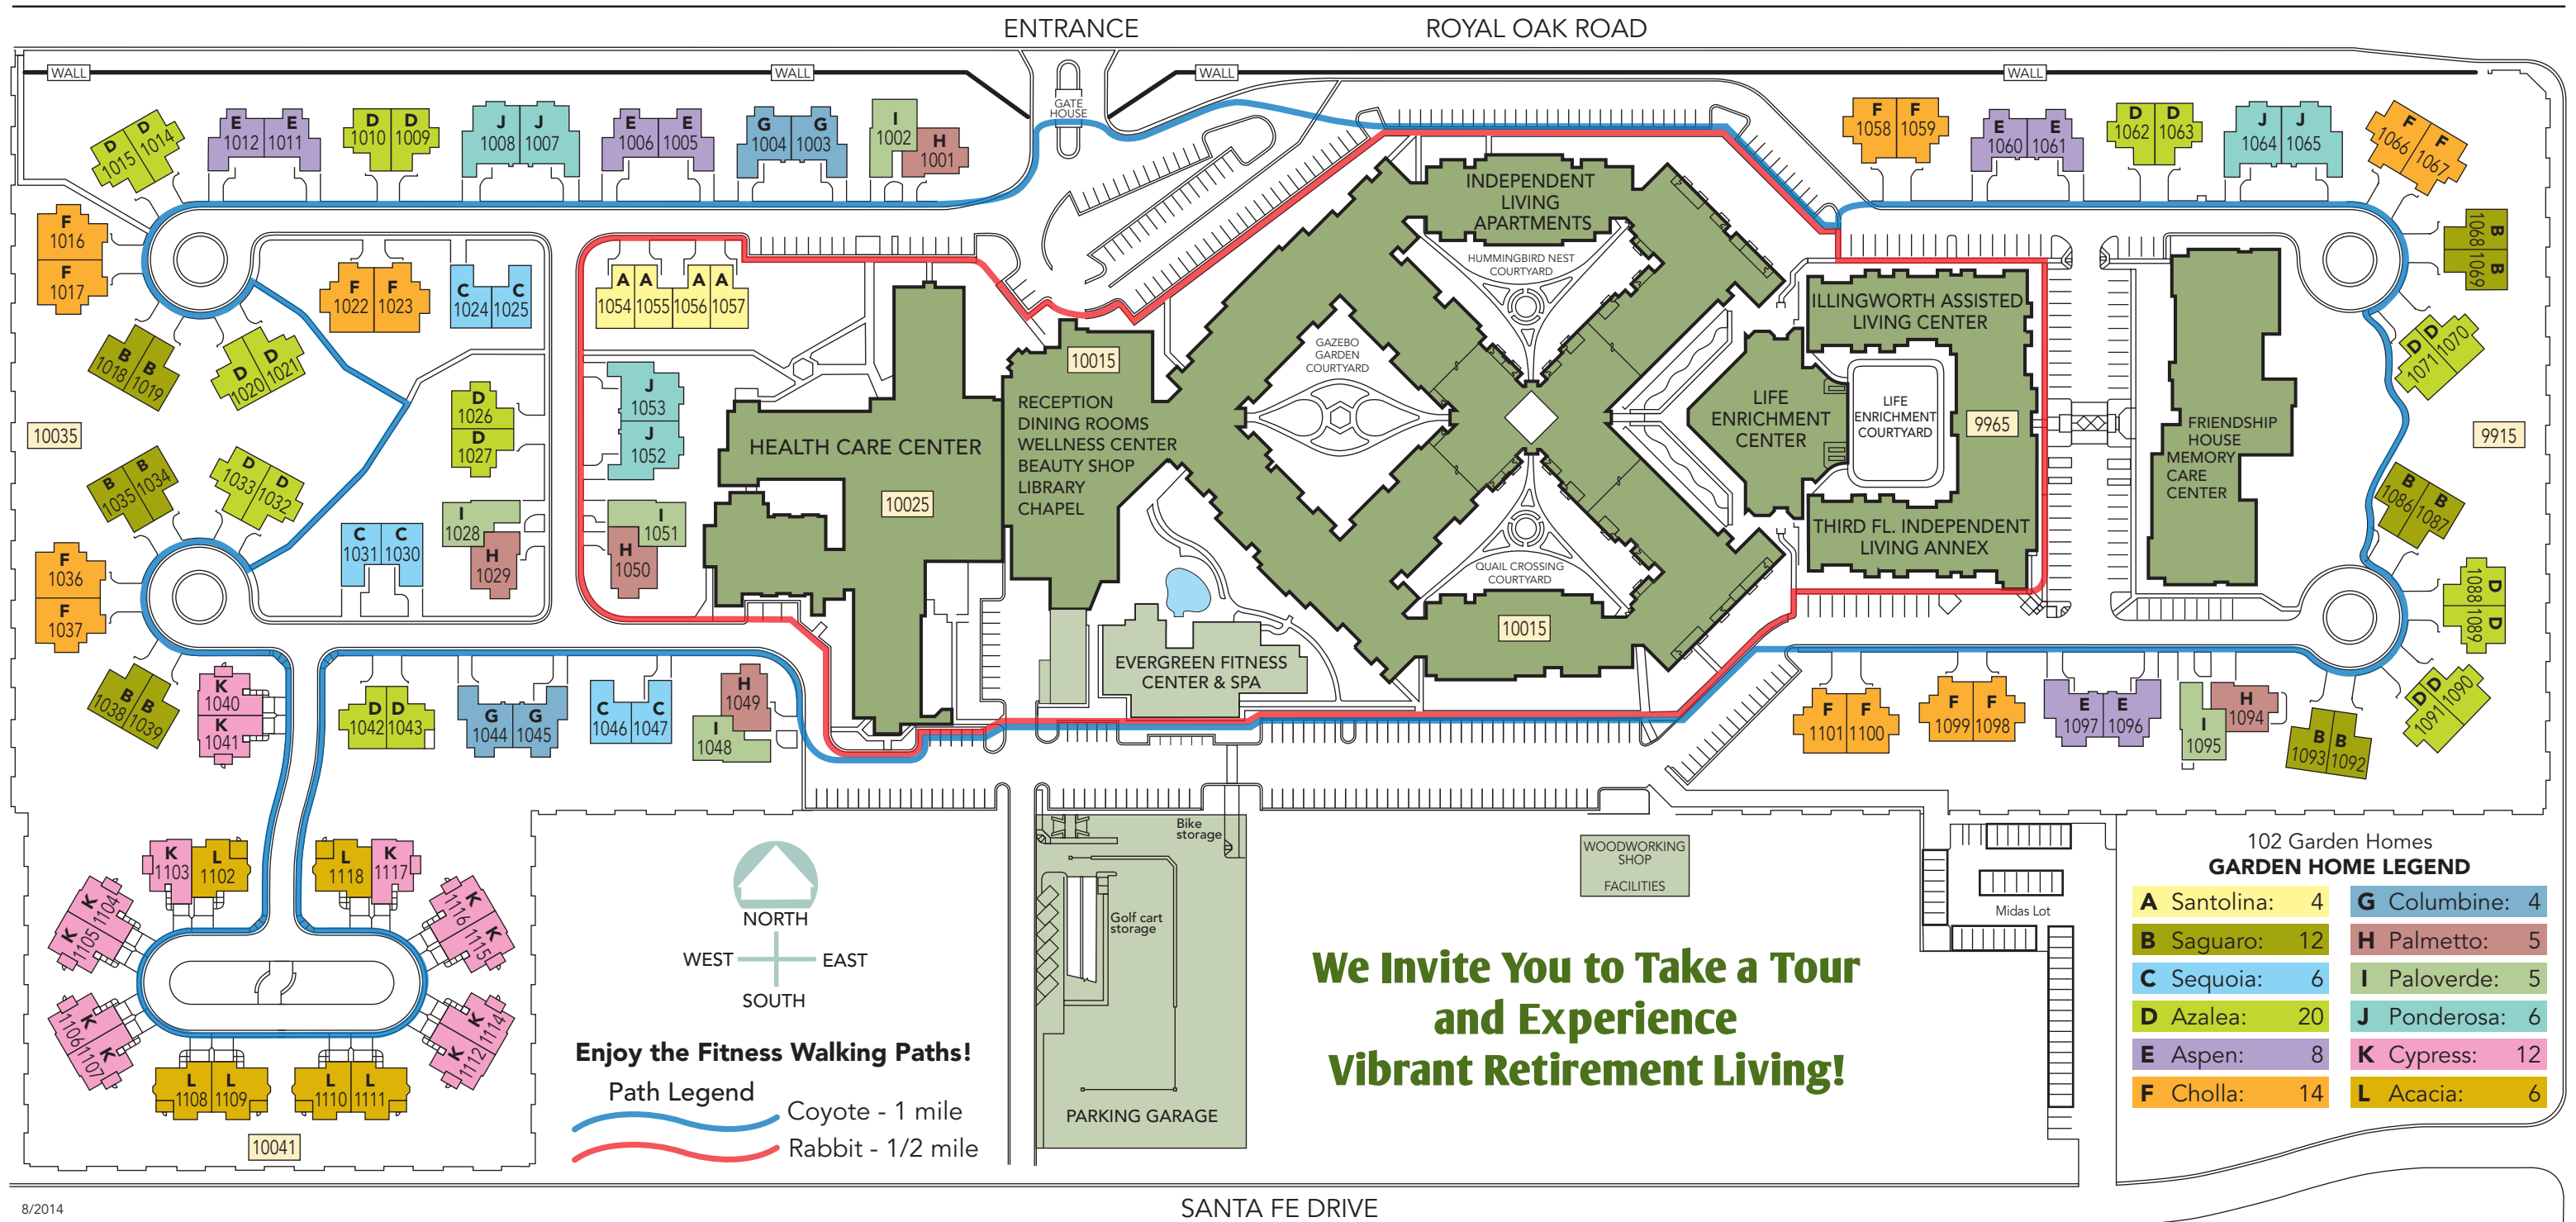 ENTRANCE
ROYAL OAK ROAD
WALL
WALL
WALL
WALL
GATE
HOUSE
D D
1015 1014
E E
1012 1011
D D
1010 1009
J J
1008 1007
E E
1006 1005
G G
1004 1003
I
1002
H
1001
F F
1058 1059
E E
1060 1061
D D
1062 1063
J J
1064 1065
F F
1066 1067
F
1016
F
1017
B B
1018 1019
D D
1020 1021
F F
1022 1023
C C
1024 1025
A A A A
1054 1055 1056 1057
B B
1068 1069
D D
1071 1070
INDEPENDENT
LIVING
APARTMENTS
HUMMINGBIRD NEST
COURTYARD
ILLINGWORTH ASSISTED
LIVING CENTER
GAZEBO
GARDEN
COURTYARD
10015
RECEPTION
DINING ROOMS
WELLNESS CENTER
BEAUTY SHOP
LIBRARY
CHAPEL
HEALTH CARE CENTER
10025
LIFE
ENRICHMENT
CENTER
LIFE
ENRICHMENT
COURTYARD
9965
FRIENDSHIP
HOUSE
MEMORY
CARE
CENTER
9915
10035
D
1026
D
1027
J
1053
J
1052
B B
1035 1034
D D
1033 1032
I
1028
H
1029
I
1051
H
1050
C C
1031 1030
F
1036
F
1037
B B
1038 1039
THIRD FL. INDEPENDENT
LIVING ANNEX
QUAIL CROSSING
COURTYARD
10015
EVERGREEN FITNESS
CENTER & SPA
B B
1086 1087
D D
1088 1089
D D
1091 1090
K
1040
K
1041
D D
1042 1043
G G
1044 1045
C C
1046 1047
H
1049
I
1048
F F
1101 1100
F F
1099 1098
E E
1097 1096
H
1094
I
1095
B B
1093 1092
K L
1103 1102
L K
1118 1117
K K
1105 1104
K K
1116 1115
K K
1106 1107
K K
1112 1114
L L
1108 1109
L L
1110 1111
10041
NORTH
WEST EAST
SOUTH
Enjoy the Fitness Walking Paths!
Path Legend
Coyote - 1 mile
Rabbit - 1/2 mile
Bike
storage
Golf cart
storage
PARKING GARAGE
WOODWORKING
SHOP
FACILITIES
Midas Lot
We Invite You to Take a Tour
and Experience
Vibrant Retirement Living!
102 Garden Homes
GARDEN HOME LEGEND
A Santolina: 4
B Saguaro: 12
C Sequoia: 6
D Azalea: 20
E Aspen: 8
F Cholla: 14
G Columbine: 4
H Palmetto: 5
I Paloverde: 5
J Ponderosa: 6
K Cypress: 12
L Acacia: 6
8/2014
SANTA FE DRIVE